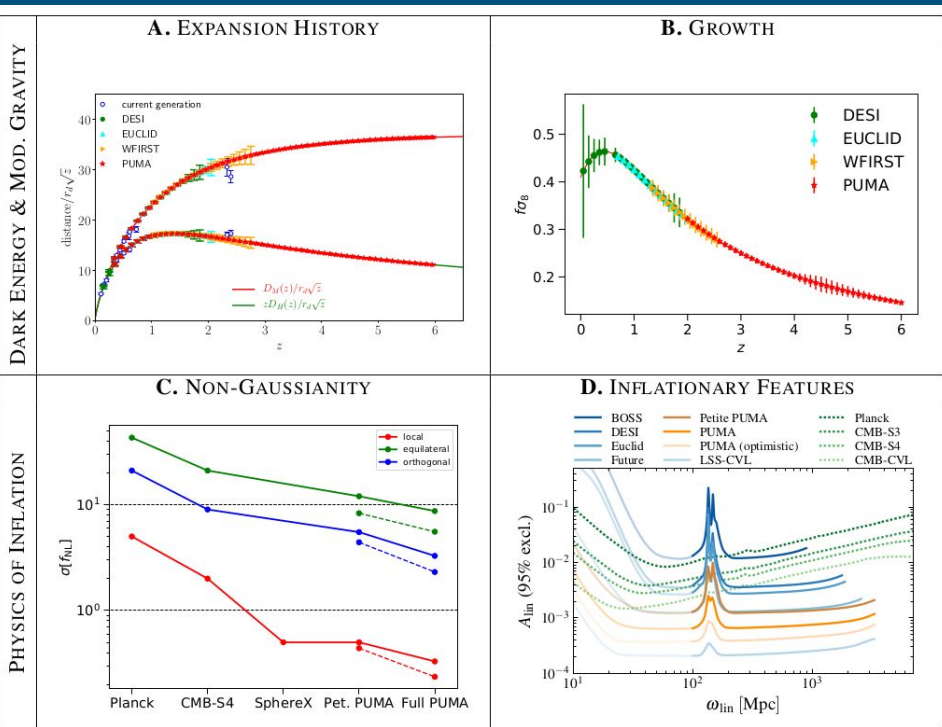 DARK ENERGY & MOD. GRAVITY
A. EXPANSION HISTORY
current generation
DESI
EUCLID
WFIRST
PUMA
distance/r_d√z
40
30
20
10
0
D_M(z)/r_d√z
zD_H(z)/r_d√z
0 1 2 3 4 5 6
z
B. GROWTH
DESI
EUCLID
WFIRST
PUMA
fσ_8
0.5
0.4
0.3
0.2
0 1 2 3 4 5 6
z
PHYSICS OF INFLATION
C. NON-GAUSSIANITY
local
equilateral
orthogonal
σ[f_NL]
10^1
10^0
Planck CMB-S4 SphereX Pet. PUMA Full PUMA
D. INFLATIONARY FEATURES
BOSS Petite PUMA Planck
DESI PUMA CMB-S3
Euclid PUMA (optimistic) CMB-S4
Future LSS-CVL CMB-CVL
A_lin (95% excl.)
10^−1
10^−2
10^−3
10^−4
10^1 10^2 10^3
ω_lin [Mpc]